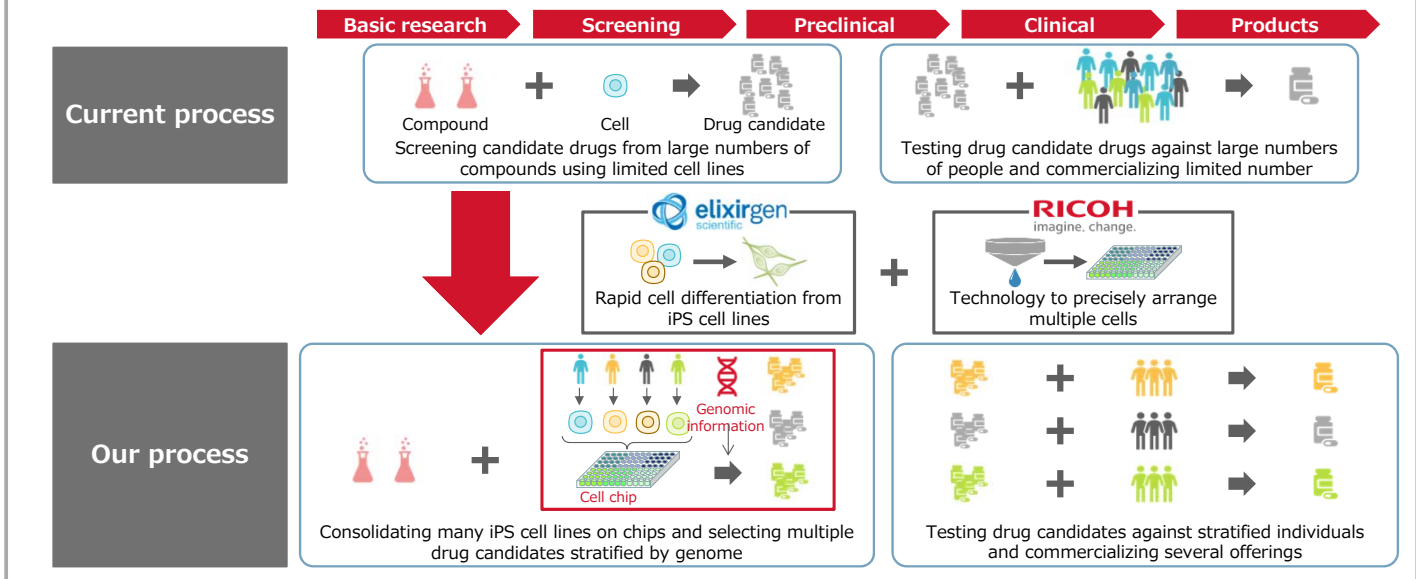 Basic research
Screening
Preclinical
Clinical
Products
Current process
Compound
Cell
Drug candidate
Screening candidate drugs from large numbers of
compounds using limited cell lines
Testing drug candidate drugs against large numbers
of people and commercializing limited number
elixirgen
scientific
Rapid cell differentiation from
iPS cell lines
RICOH
imagine. change.
Technology to precisely arrange
multiple cells
Our process
Genomic
information
Cell chip
Consolidating many iPS cell lines on chips and selecting multiple
drug candidates stratified by genome
Testing drug candidates against stratified individuals
and commercializing several offerings